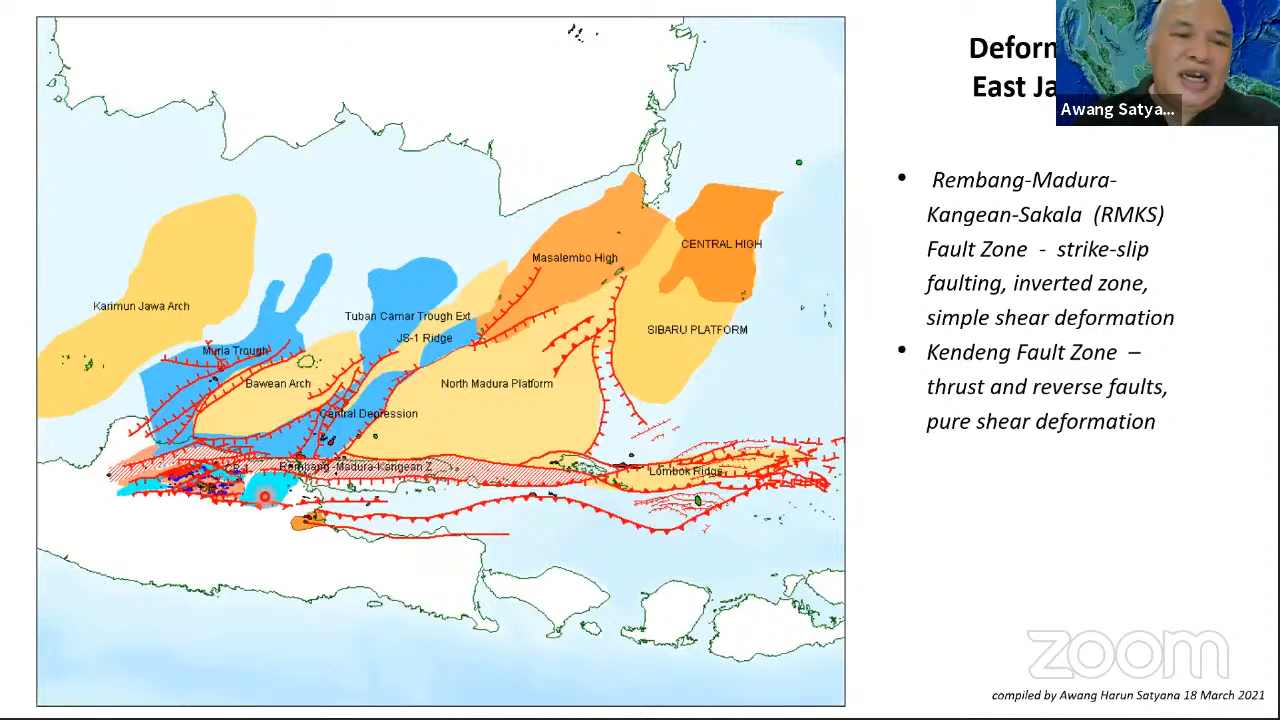 Deforn
East Ja
Awang Satya...
Rembang-Madura-
Kangean-Sakala (RMKS)
Fault Zone - strike-slip
faulting, inverted zone,
simple shear deformation
Kendeng Fault Zone –
thrust and reverse faults,
pure shear deformation
CENTRAL HIGH
Masalembo High
Karimun Jawa Arch
Tuban Camar Trough Ext
SIBARU PLATFORM
JS-1 Ridge
Muria Trough
Bawean Arch
North Madura Platform
Central Depression
Rembang-Madura-Kangean Z
Lombok Ridge
zoom
compiled by Awang Harun Satyana 18 March 2021